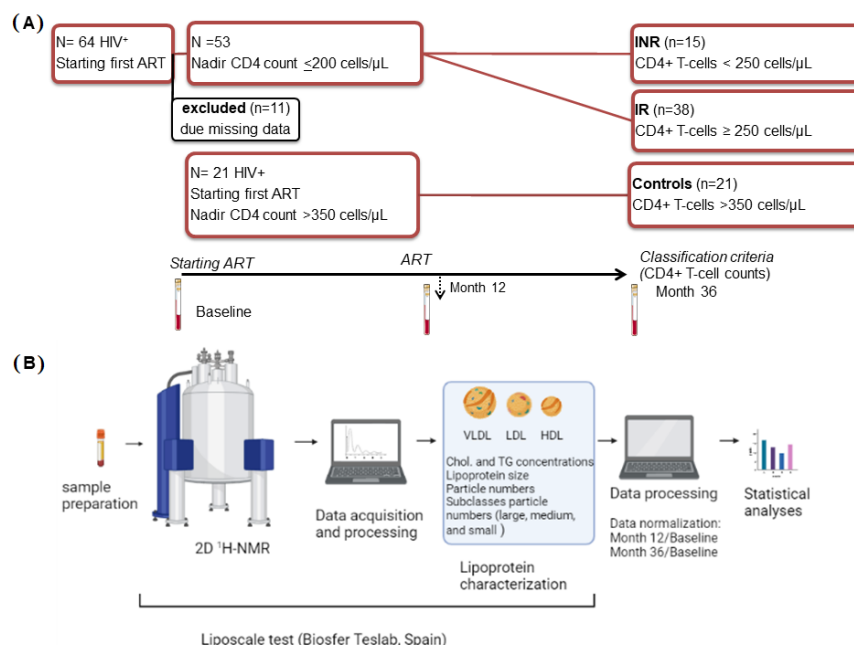 (A)
N= 64 HIV+
Starting first ART
N =53
Nadir CD4 count ≤200 cells/µL
INR (n=15)
CD4+ T-cells < 250 cells/µL
excluded (n=11)
due missing data
IR (n=38)
CD4+ T-cells ≥ 250 cells/µL
N= 21 HIV+
Starting first ART
Nadir CD4 count >350 cells/µL
Controls (n=21)
CD4+ T-cells >350 cells/µL
Starting ART
ART
Classification criteria
(CD4+ T-cell counts)
Month 12
Month 36
Baseline
(B)
sample
preparation
2D ¹H-NMR
Data acquisition
and processing
VLDL LDL HDL
Chol. and TG concentrations
Lipoprotein size
Particle numbers
Subclasses particle
numbers (large, medium,
and small )
Lipoprotein
characterization
Data processing
Data normalization:
Month 12/Baseline
Month 36/Baseline
Statistical
analyses
Liposcale test (Biosfer Teslab, Spain)